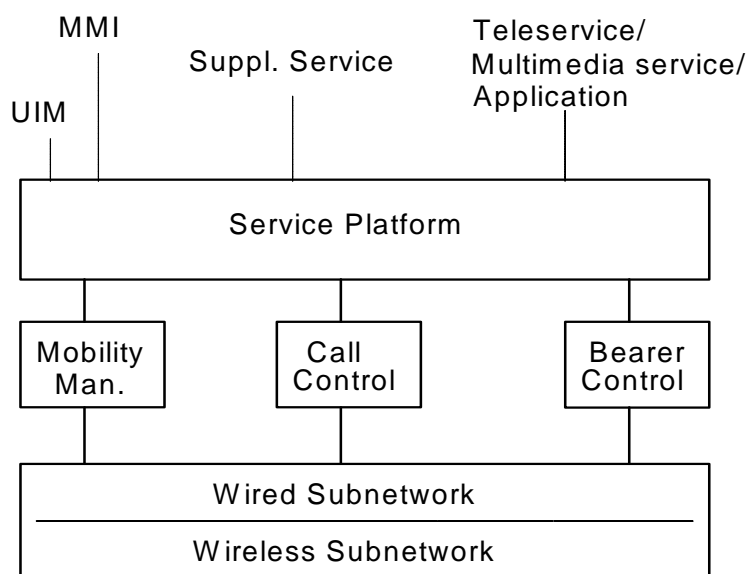 MMI
Suppl. Service
Teleservice/
Multimedia service/
Application
UIM
Service Platform
Mobility
Man.
Call
Control
Bearer
Control
Wired Subnetwork
Wireless Subnetwork